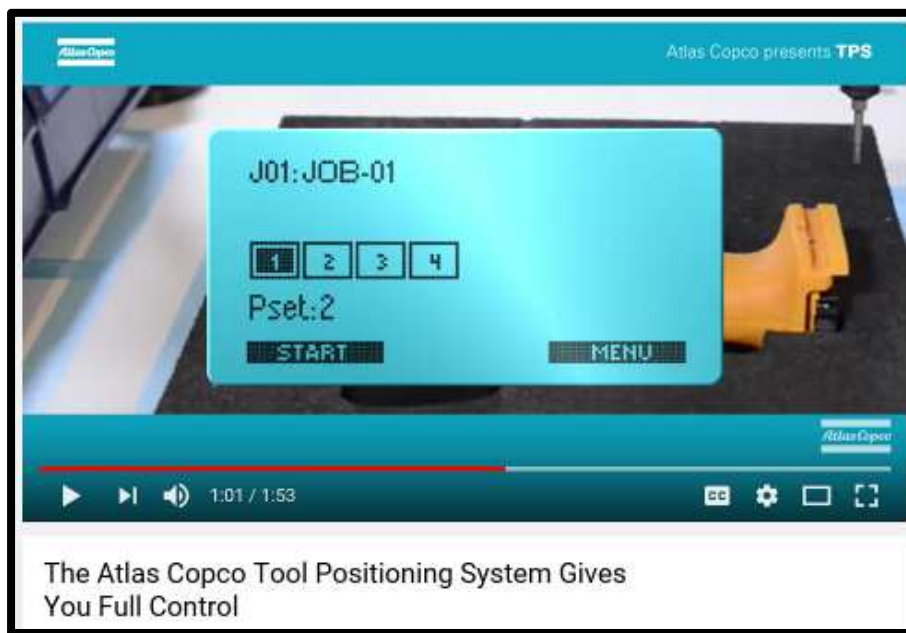 Atlas Copco
Atlas Copco presents TPS
J01:JOB-01
1 2 3 4
Pset:2
START MENU
Atlas Copco
1:01 / 1:53
CC
The Atlas Copco Tool Positioning System Gives
You Full Control